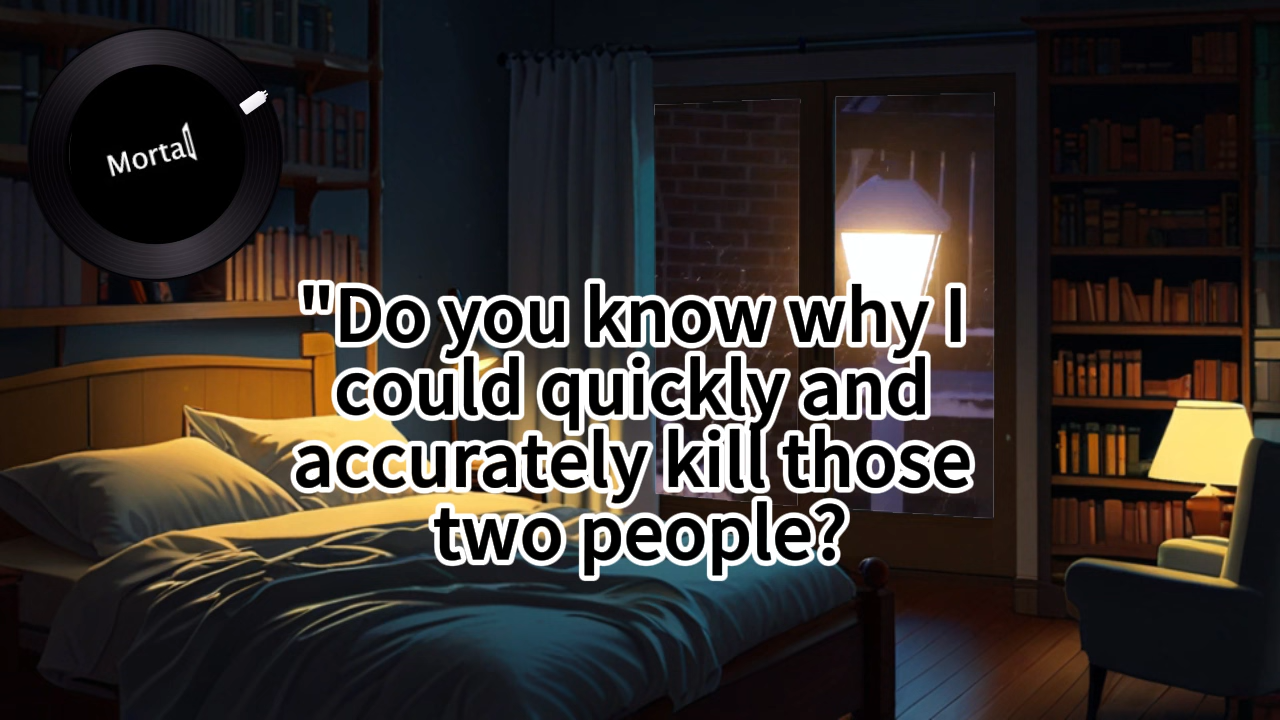 Mortal
"Do you know why I
could quickly and
accurately kill those
two people?